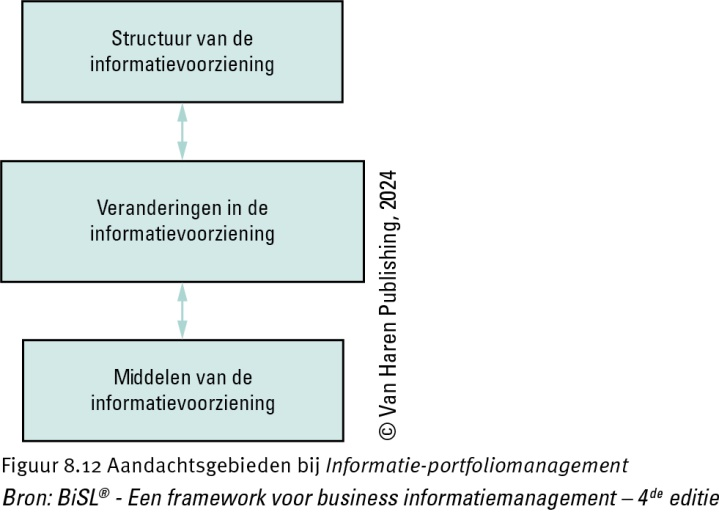 Structuur van de
informatievoorziening
Veranderingen in de
informatievoorziening
Middelen van de
informatievoorziening
© Van Haren Publishing, 2024
Figuur 8.12 Aandachtsgebieden bij Informatie-portfoliomanagement
Bron: BiSL® - Een framework voor business informatiemanagement – 4de editie